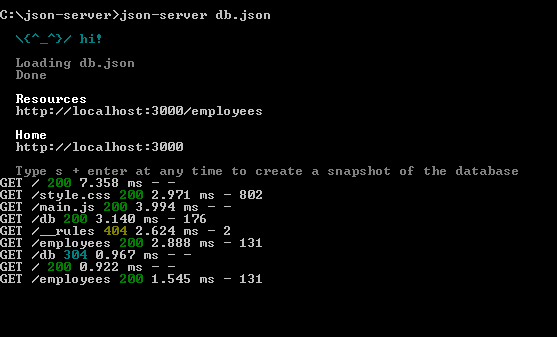 C:\json-server>json-server db.json
\{^_^}/ hi!
Loading db.json
Done
Resources
http://localhost:3000/employees
Home
http://localhost:3000
Type s + enter at any time to create a snapshot of the database
GET / 200 7.358 ms - -
GET /style.css 200 2.971 ms - 802
GET /main.js 200 3.994 ms - -
GET /db 200 3.140 ms - 176
GET /__rules 404 2.624 ms - 2
GET /employees 200 2.888 ms - 131
GET /db 304 0.967 ms - -
GET / 200 0.922 ms - -
GET /employees 200 1.545 ms - 131